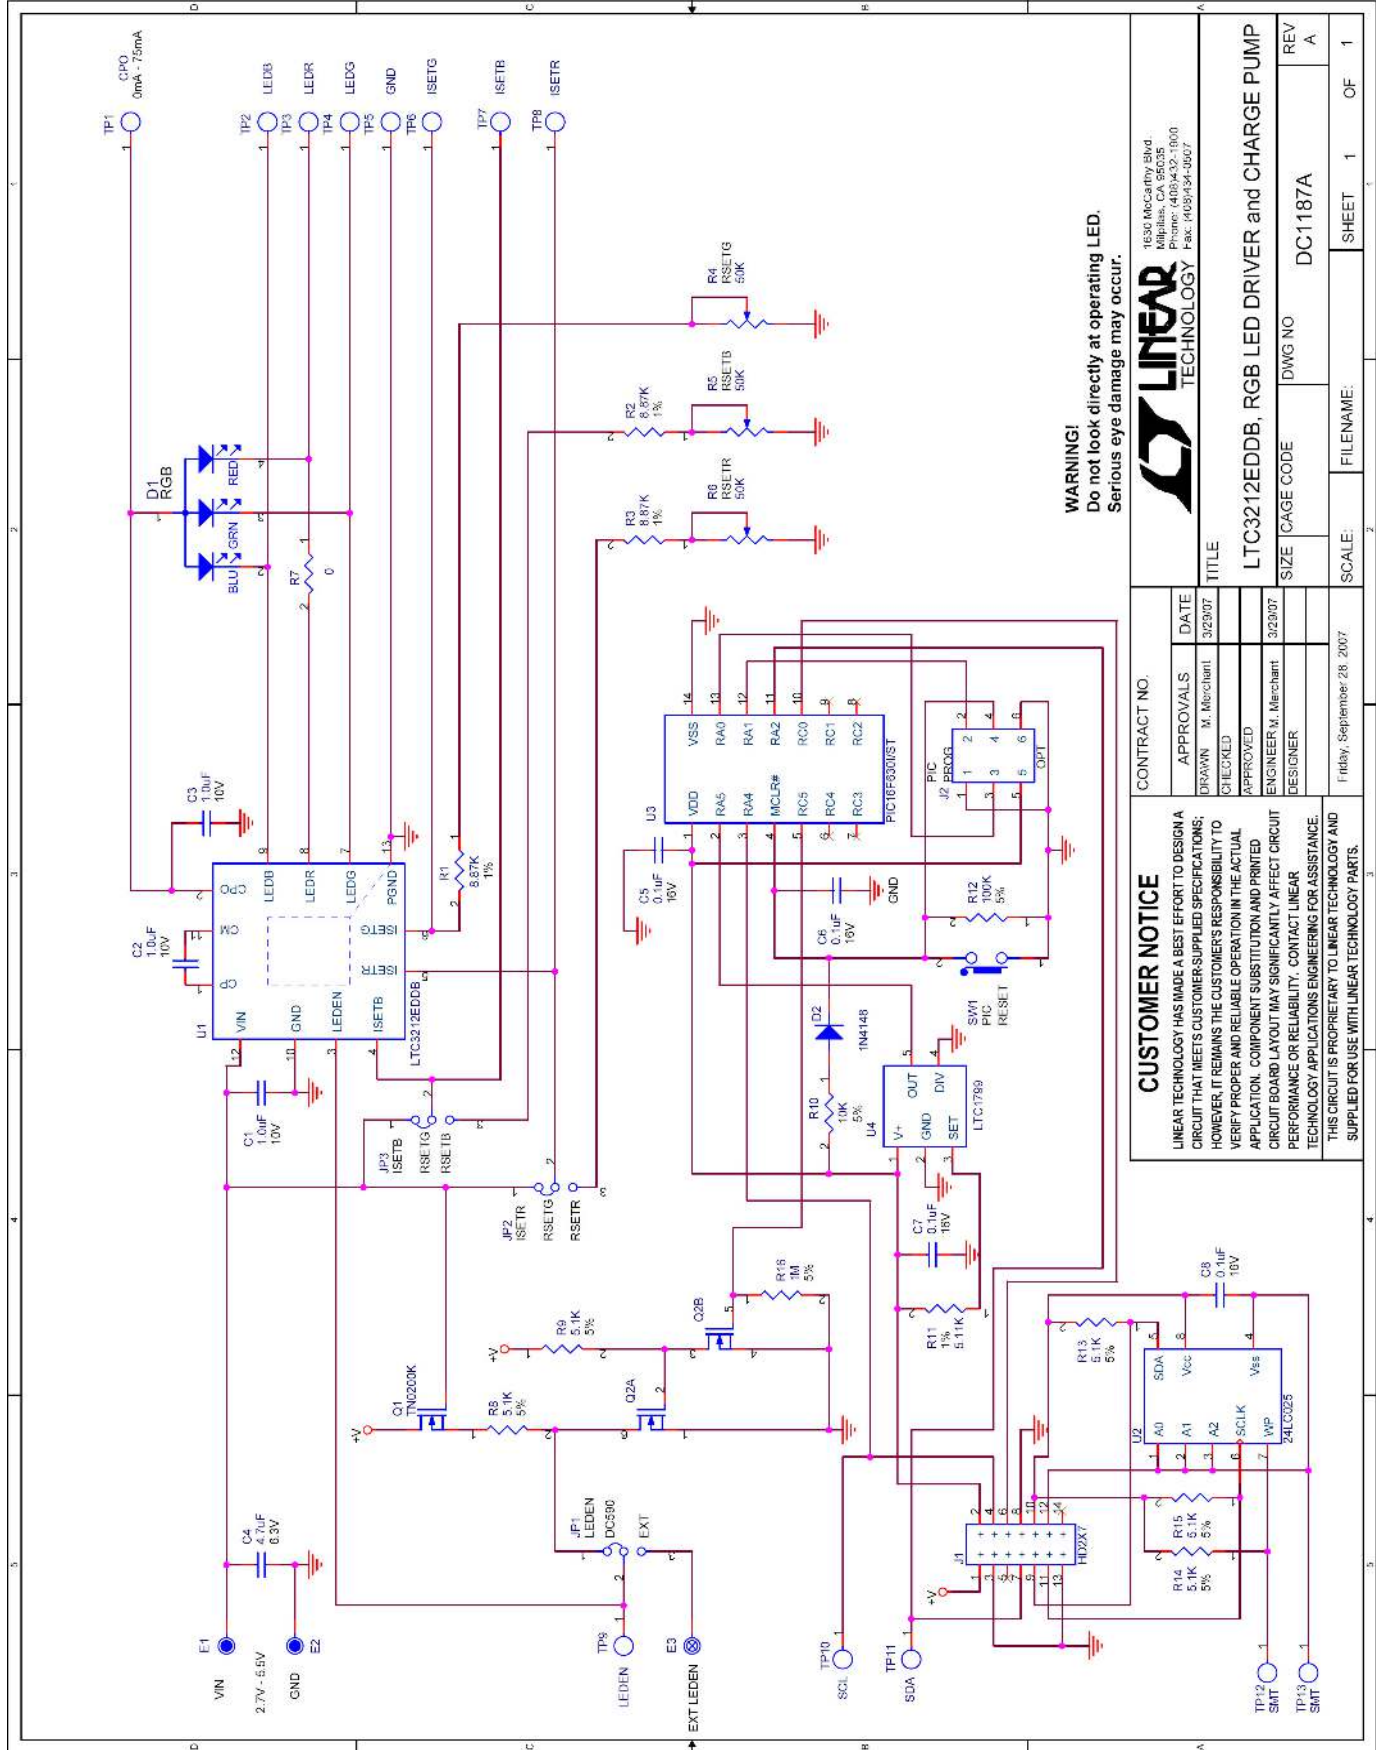 VIN
2.7V - 5.5V
GND
E1
E2
C4
4.7uF
6.3V
C1
1.0uF
10V
U1
VIN
GND
LEDEN
ISETB
CP
CM
CPO
LEDB
LEDR
LEDG
PGND
ISETR
ISETG
LTC3212EDDB
C2
1.0uF
10V
C3
1.0uF
10V
D1
RGB
BLU
GRN
RED
R7
0
TP1
CPO
0mA - 75mA
TP2
LEDB
TP3
LEDR
TP4
LEDG
TP5
GND
TP6
ISETG
TP7
ISETB
TP8
ISETR
R1
8.87K
1%
JP3
ISETB
RSETG
RSETB
JP2
ISETR
RSETG
RSETR
R3
8.87K
1%
R2
8.87K
1%
R6
RSETR
50K
R5
RSETB
50K
R4
RSETG
50K
Q1
TN0200K
+V
R8
5.1K
5%
+V
R9
5.1K
5%
Q2A
Q2B
R16
1M
5%
JP1
LEDEN
DC590
EXT
TP9
LEDEN
E3
EXT LEDEN
C5
0.1uF
16V
U3
VDD
RA5
RA4
MCLR#
RC5
RC4
RC3
VSS
RA0
RA1
RA2
RC0
RC1
RC2
PIC16F630I/ST
C6
0.1uF
16V
GND
D2
1N4148
R10
10K
5%
U4
V+
GND
SET
OUT
DIV
LTC1799
C7
0.1uF
16V
R11
1%
5.11K
SW1
PIC
RESET
R12
100K
5%
PIC
PROG
J2
OPT
TP10
SCL
TP11
SDA
+V
J1
HD2X7
R14
5.1K
5%
R15
5.1K
5%
R13
5.1K
5%
U2
A0
A1
A2
SCLK
WP
SDA
Vcc
Vss
24LC025
C8
0.1uF
16V
TP12
SMT
TP13
SMT
WARNING!
Do not look directly at operating LED.
Serious eye damage may occur.
CUSTOMER NOTICE
LINEAR TECHNOLOGY HAS MADE A BEST EFFORT TO DESIGN A
CIRCUIT THAT MEETS CUSTOMER-SUPPLIED SPECIFICATIONS;
HOWEVER, IT REMAINS THE CUSTOMER'S RESPONSIBILITY TO
VERIFY PROPER AND RELIABLE OPERATION IN THE ACTUAL
APPLICATION. COMPONENT SUBSTITUTION AND PRINTED
CIRCUIT BOARD LAYOUT MAY SIGNIFICANTLY AFFECT CIRCUIT
PERFORMANCE OR RELIABILITY. CONTACT LINEAR
TECHNOLOGY APPLICATIONS ENGINEERING FOR ASSISTANCE.
THIS CIRCUIT IS PROPRIETARY TO LINEAR TECHNOLOGY AND
SUPPLIED FOR USE WITH LINEAR TECHNOLOGY PARTS.
CONTRACT NO.
APPROVALS DATE
DRAWN M. Merchant 3/29/07
CHECKED
APPROVED
ENGINEER M. Merchant 3/29/07
DESIGNER
Friday, September 28, 2007
LINEAR
TECHNOLOGY
1630 McCarthy Blvd.
Milpitas, CA 95035
Phone: (408)432-1900
Fax: (408)434-0507
TITLE
LTC3212EDDB, RGB LED DRIVER and CHARGE PUMP
SIZE CAGE CODE DWG NO REV
DC1187A A
SCALE: FILENAME: SHEET 1 OF 1